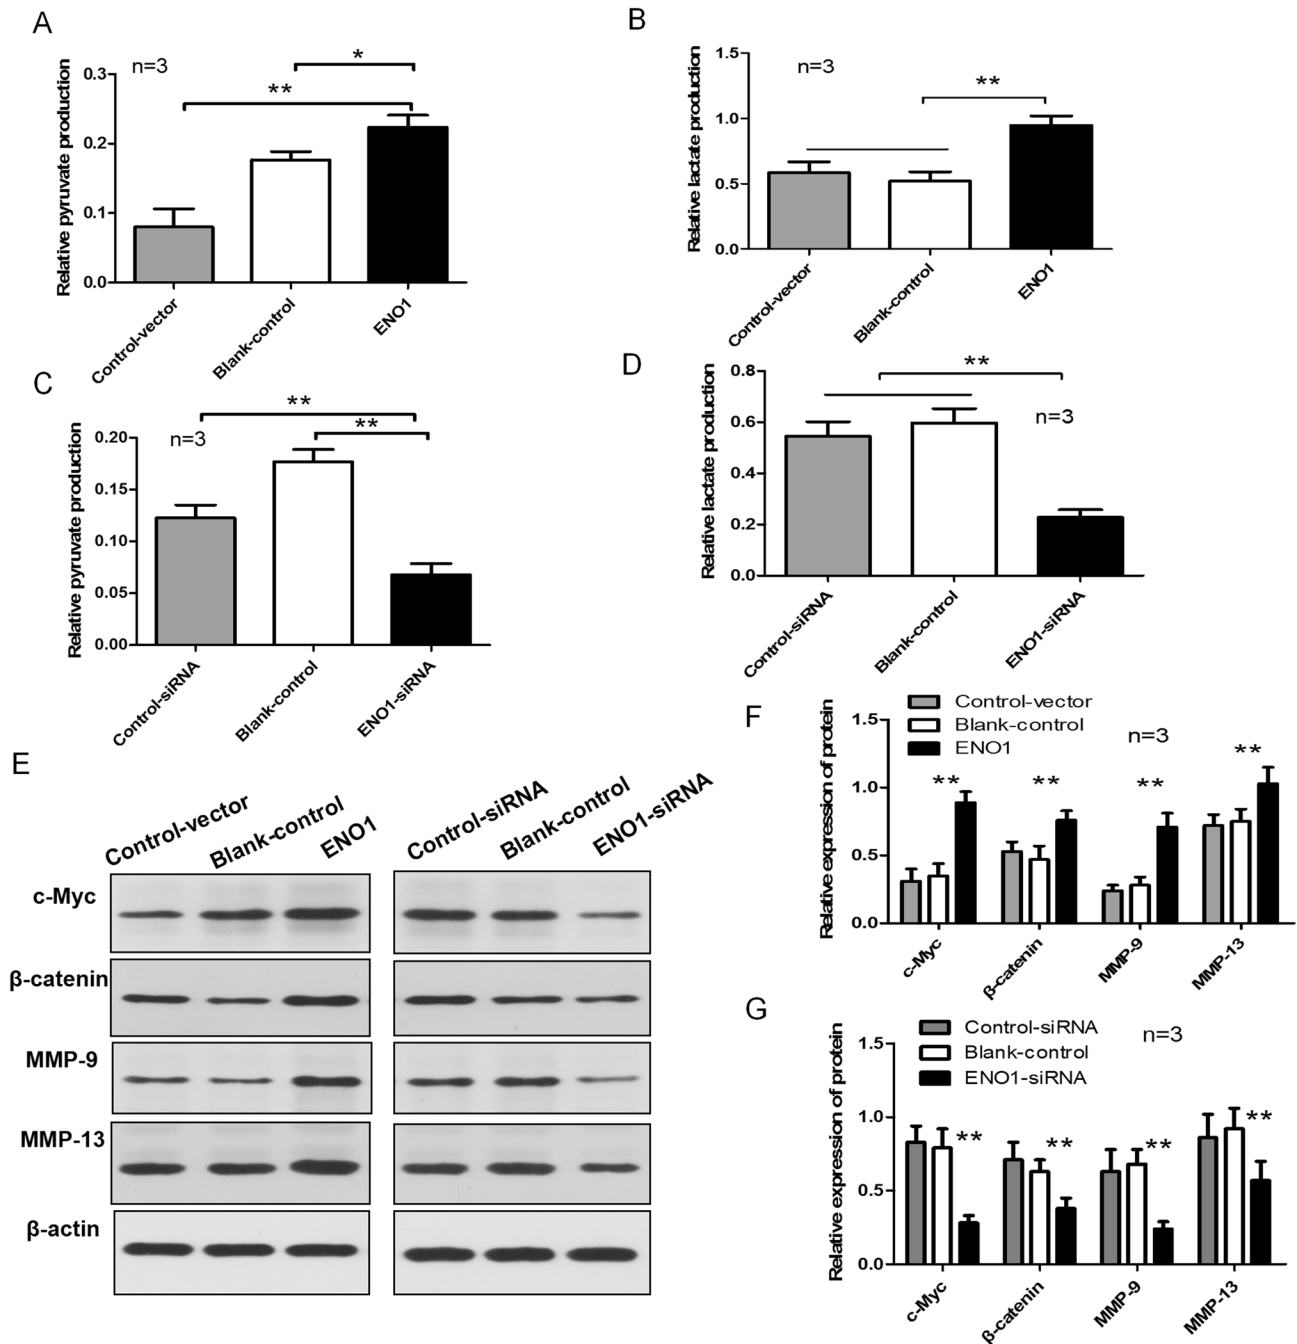 A
n=3
*
**
Relative pyruvate production
0.3
0.2
0.1
0.0
Control-vector
Blank-control
ENO1
B
n=3
**
Relative lactate production
1.5
1.0
0.5
0.0
Control-vector
Blank-control
ENO1
C
n=3
**
**
Relative pyruvate production
0.20
0.15
0.10
0.05
0.00
Control-siRNA
Blank-control
ENO1-siRNA
D
**
n=3
Relative lactate production
0.8
0.6
0.4
0.2
0.0
Control-siRNA
Blank-control
ENO1-siRNA
E
Control-vector
Blank-control
ENO1
Control-siRNA
Blank-control
ENO1-siRNA
c-Myc
β-catenin
MMP-9
MMP-13
β-actin
F
Control-vector
Blank-control
ENO1
n=3
Relative expression of protein
1.5
1.0
0.5
0.0
**
**
**
**
c-Myc
β-catenin
MMP-9
MMP-13
G
Control-siRNA
Blank-control
ENO1-siRNA
n=3
Relative expression of protein
1.5
1.0
0.5
0.0
**
**
**
**
c-Myc
β-catenin
MMP-9
MMP-13